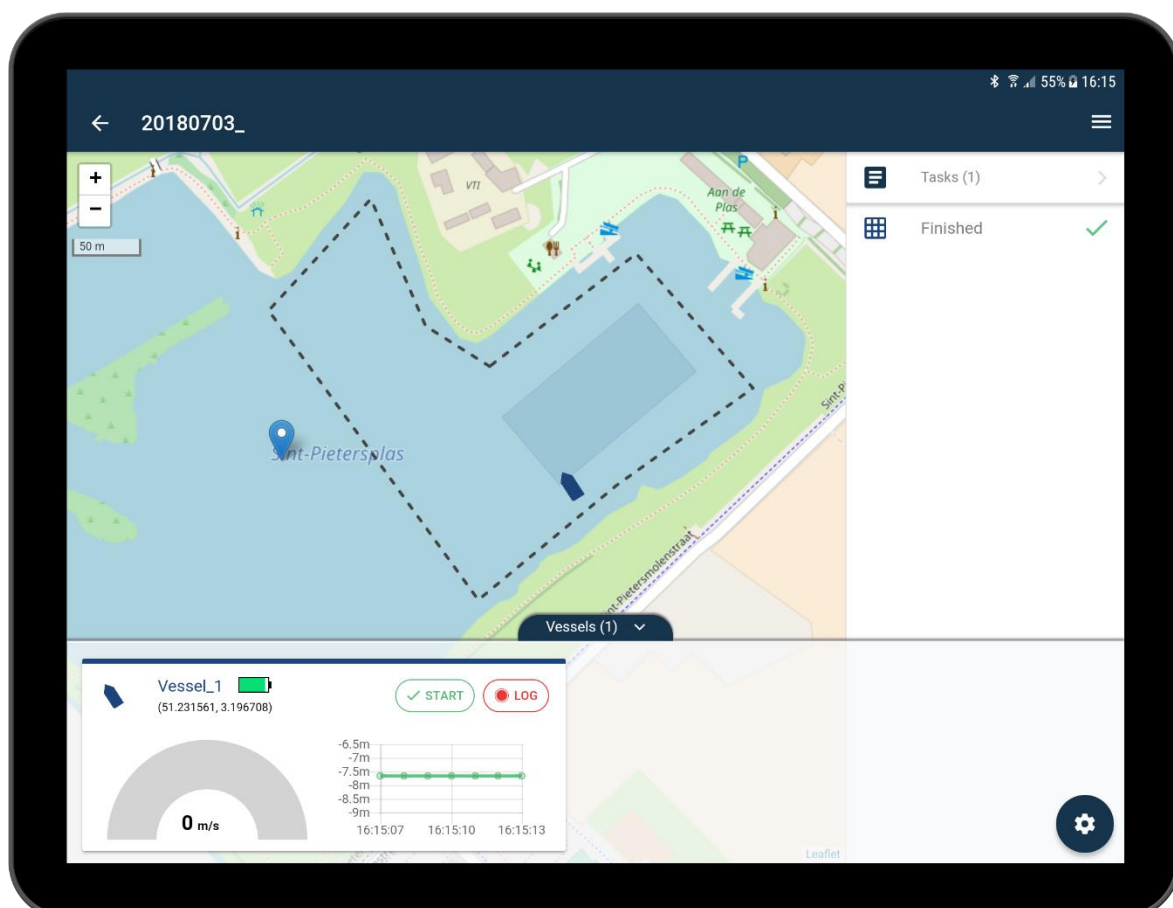 55% 16:15
20180703_
+
−
50 m
VTI
P
Aan de
Plas
Sint-Pietersplas
Sint-P
nt-Pietersmolenstraat
Tasks (1)
Finished
Vessels (1)
Vessel_1
(51.231561, 3.196708)
START
LOG
0 m/s
-6.5m
-7m
-7.5m
-8m
-8.5m
-9m
16:15:07 16:15:10 16:15:13
Leaflet